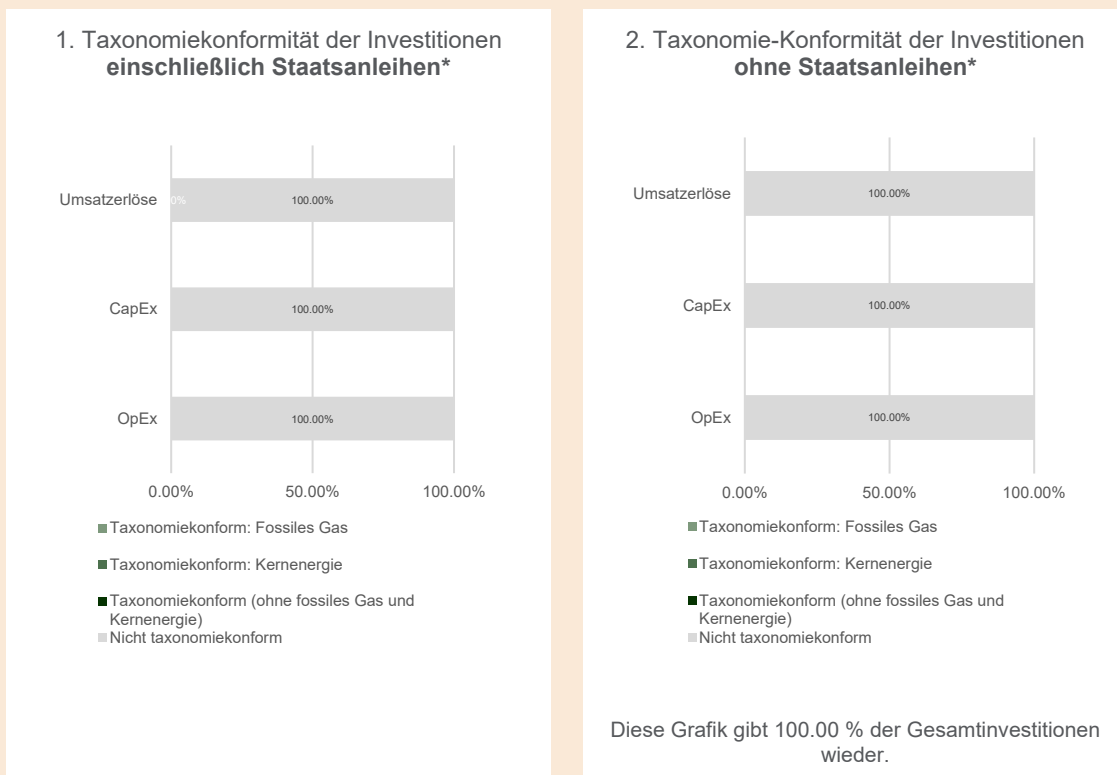 1. Taxonomiekonformität der Investitionen
einschließlich Staatsanleihen*
Umsatzerlöse
0%
100.00%
CapEx
100.00%
OpEx
100.00%
0.00%
50.00%
100.00%
Taxonomiekonform: Fossiles Gas
Taxonomiekonform: Kernenergie
Taxonomiekonform (ohne fossiles Gas und
Kernenergie)
Nicht taxonomiekonform
2. Taxonomie-Konformität der Investitionen
ohne Staatsanleihen*
Umsatzerlöse
100.00%
CapEx
100.00%
OpEx
100.00%
0.00%
50.00%
100.00%
Taxonomiekonform: Fossiles Gas
Taxonomiekonform: Kernenergie
Taxonomiekonform (ohne fossiles Gas und
Kernenergie)
Nicht taxonomiekonform
Diese Grafik gibt 100.00 % der Gesamtinvestitionen
wieder.